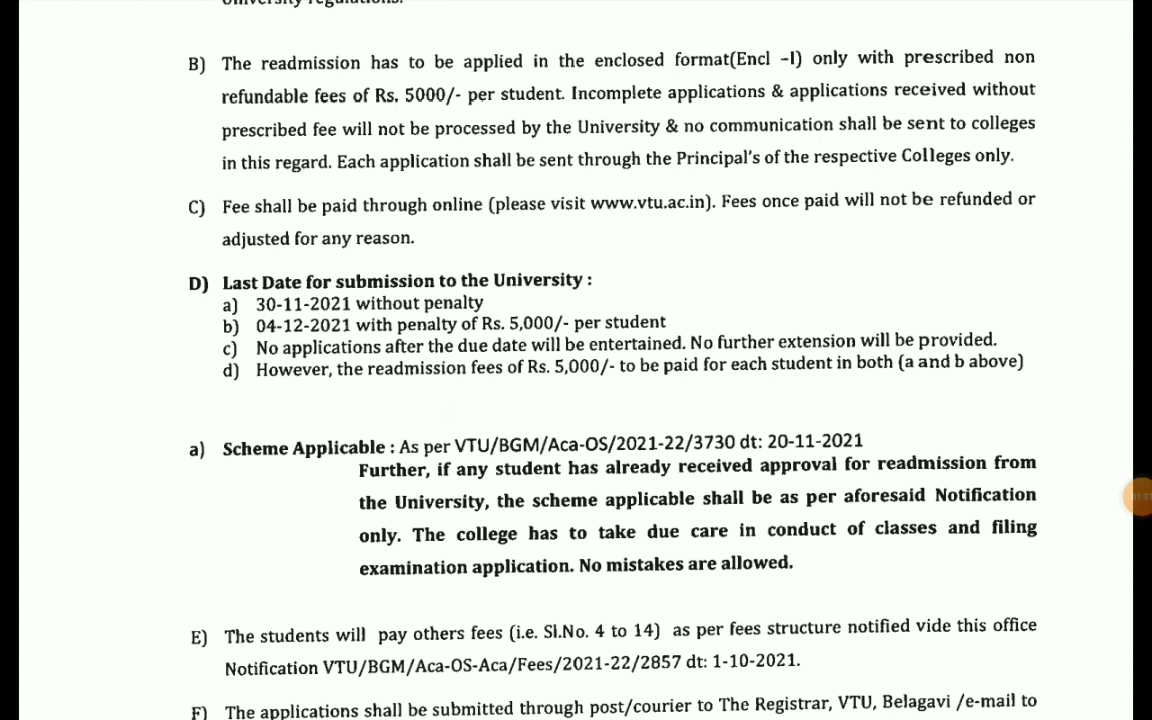 University regulations.
B) The readmission has to be applied in the enclosed format(Encl -I) only with prescribed non
refundable fees of Rs. 5000/- per student. Incomplete applications & applications received without
prescribed fee will not be processed by the University & no communication shall be sent to colleges
in this regard. Each application shall be sent through the Principal's of the respective Colleges only.
C) Fee shall be paid through online (please visit www.vtu.ac.in). Fees once paid will not be refunded or
adjusted for any reason.
D) Last Date for submission to the University :
a) 30-11-2021 without penalty
b) 04-12-2021 with penalty of Rs. 5,000/- per student
c) No applications after the due date will be entertained. No further extension will be provided.
d) However, the readmission fees of Rs. 5,000/- to be paid for each student in both (a and b above)
a) Scheme Applicable : As per VTU/BGM/Aca-OS/2021-22/3730 dt: 20-11-2021
Further, if any student has already received approval for readmission from
the University, the scheme applicable shall be as per aforesaid Notification
only. The college has to take due care in conduct of classes and filing
examination application. No mistakes are allowed.
E) The students will pay others fees (i.e. Sl.No. 4 to 14) as per fees structure notified vide this office
Notification VTU/BGM/Aca-OS-Aca/Fees/2021-22/2857 dt: 1-10-2021.
F) The applications shall be submitted through post/courier to The Registrar, VTU, Belagavi /e-mail to